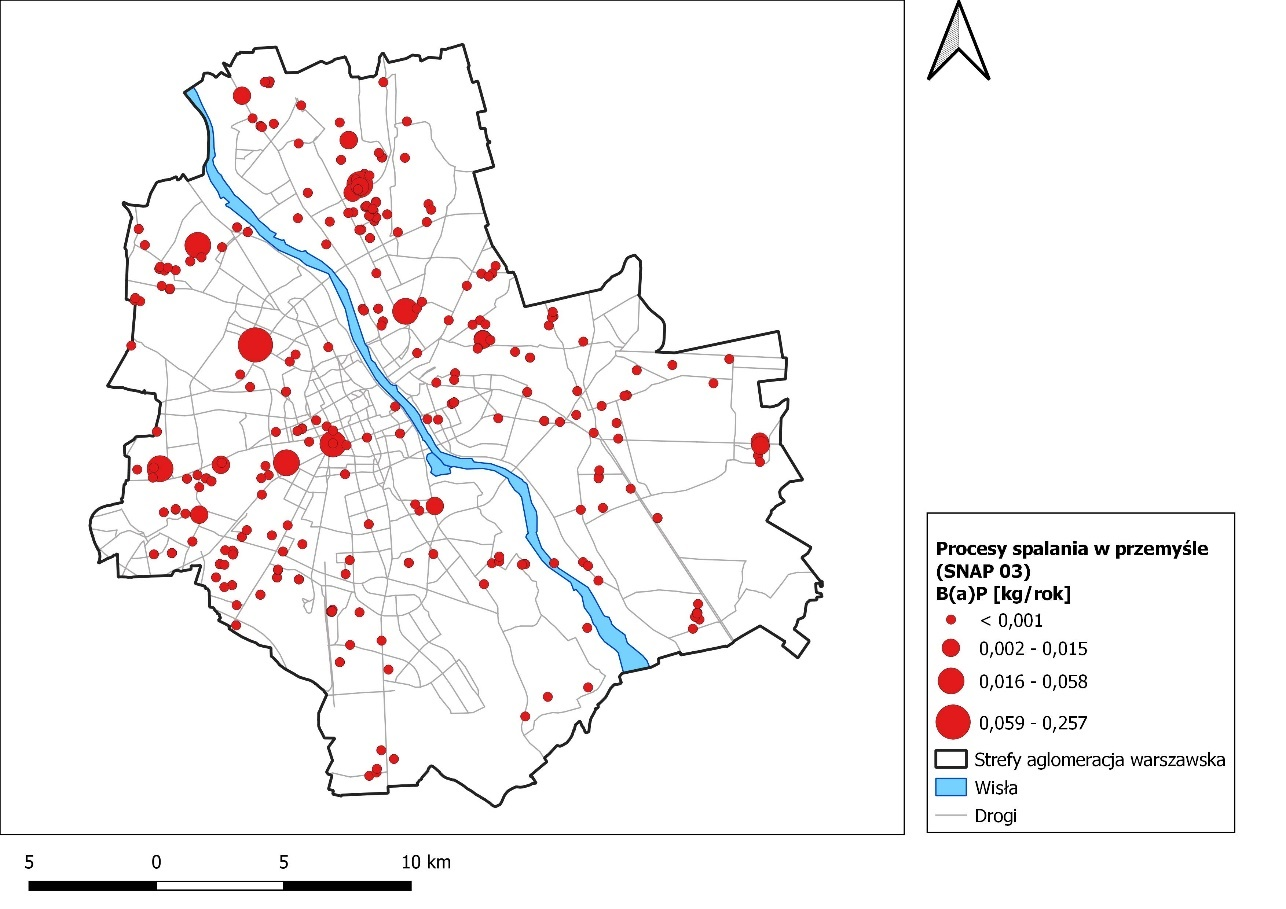 Procesy spalania w przemyśle
(SNAP 03)
B(a)P [kg/rok]
< 0,001
0,002 - 0,015
0,016 - 0,058
0,059 - 0,257
Strefy aglomeracja warszawska
Wisła
Drogi
5 0 5 10 km